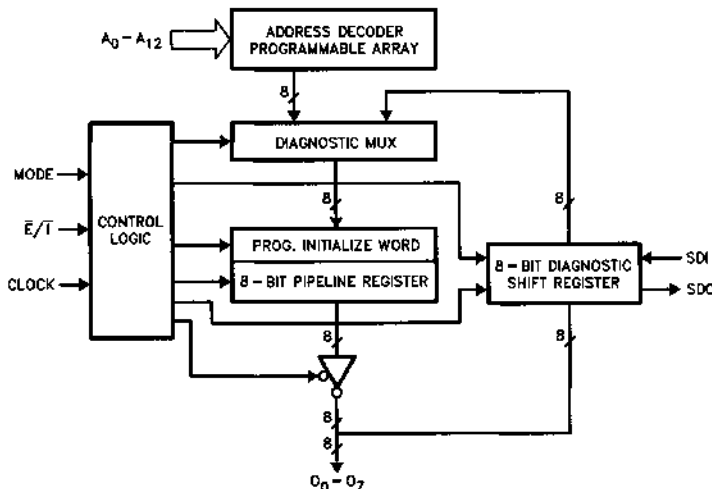 A0 – A12
ADDRESS DECODER
PROGRAMMABLE ARRAY
8
DIAGNOSTIC MUX
MODE
8
8
E̅/I̅
CONTROL
LOGIC
PROG. INITIALIZE WORD
8 – BIT DIAGNOSTIC
SHIFT REGISTER
SDI
CLOCK
8 – BIT PIPELINE REGISTER
SDO
8
8
8
8
O0 – O7